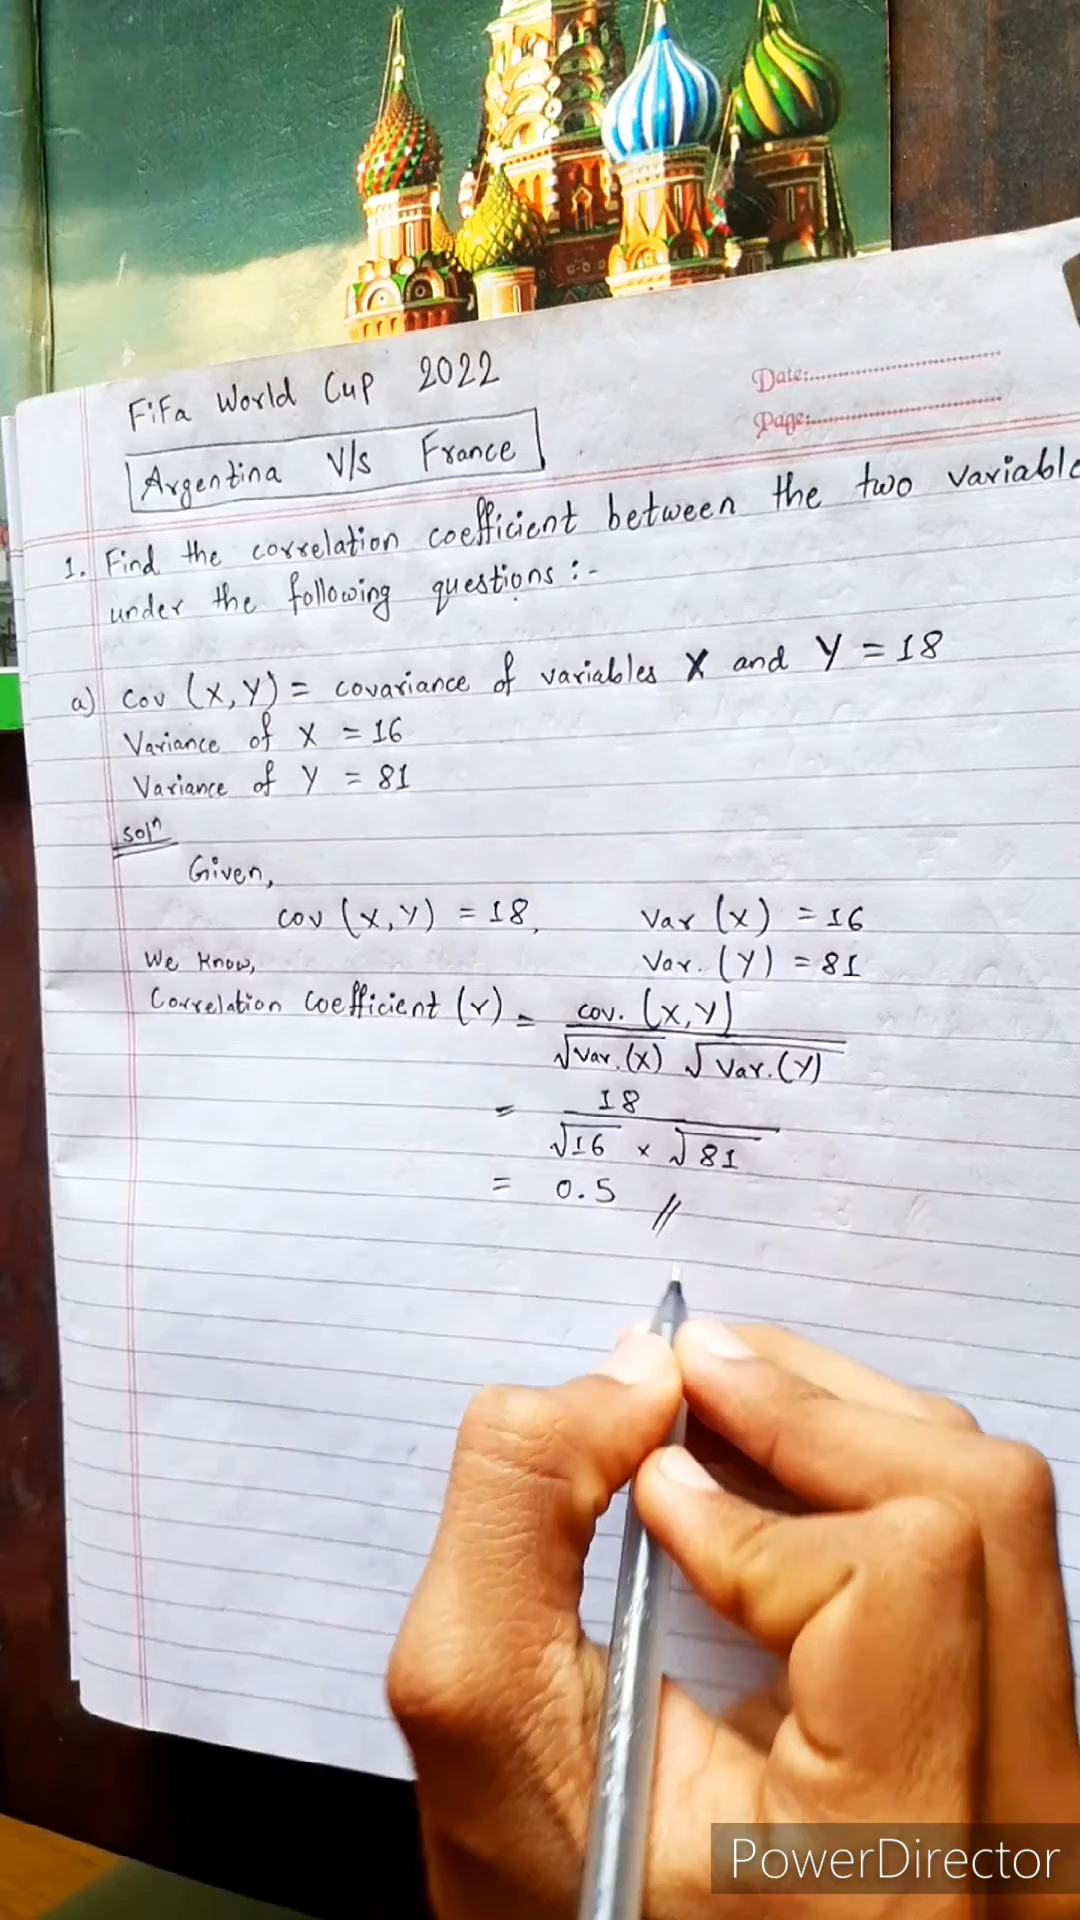 FiFa World Cup 2022
Date:
Argentina V/s France
Page:
1. Find the correlation coefficient between the two variable
under the following questions :-
a) Cov (X, Y) = covariance of variables X and Y = 18
Variance of X = 16
Variance of Y = 81
Solⁿ
Given,
cov (X, Y) = 18, Var (X) = 16
We know, Var. (Y) = 81
Correlation coefficient (r) = cov. (X, Y)
√Var. (X) √Var. (Y)
= 18
√16 × √81
= 0.5 //
PowerDirector